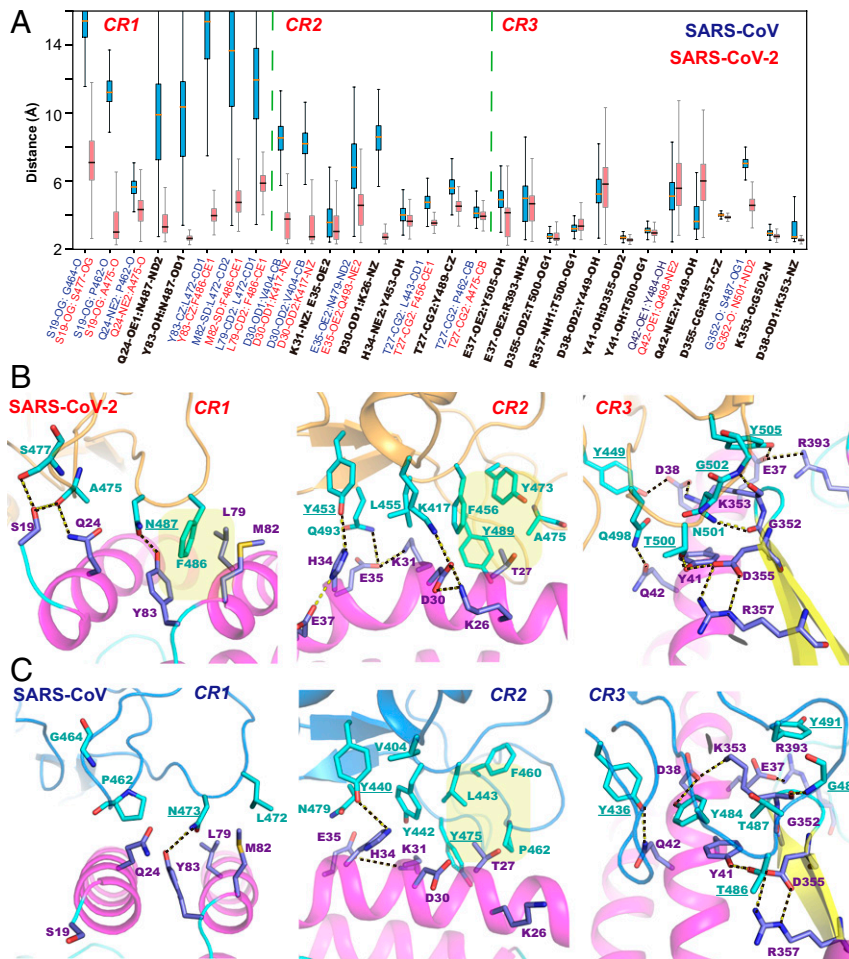 A
CR1
CR2
CR3
SARS-CoV
SARS-CoV-2
Distance (Å)
16
14
10
6
2
S19-OG: G464-O
S19-OG: S477-OG
S19-OG: P462-O
S19-OG: A475-O
Q24-NE2: P462-O
Q24-NE2:A475-O
Q24-OE1:N487-ND2
Y83-OH:N487-OD1
Y83-CZ:L472-CD1
Y83-CZ:F486-CE1
M82-SD:L472-CD2
M82-SD:F486-CE1
L79-CD2: L472-CD1
L79-CD2: F486-CE1
D30-OD1: V404-CB
D30-OD1:K417-NZ
D30-OD2: V404-CB
D30-OD2:K417-NZ
K31-NZ: E35-OE2
E35-OE2:N479-ND2
E35-OE2:Q493-NE2
D30-OD1:K26-NZ
H34-NE2:Y453-OH
T27-CG2: L443-CD1
T27-CG2: F456-CE1
T27-CG2:Y489-CZ
T27-CG2: P462-CB
T27-CG2: A475-CB
E37-OE2:Y505-OH
E37-OE2:R393-NH2
D355-OD2:T500-OG1
R357-NH1:T500-OG1
D38-OD2:Y449-OH
Y41-OH:D355-OD2
Y41-OH:T500-OG1
Q42-OE1:Y484-OH
Q42-OE1:Q498-NE2
Q42-NE2:Y449-OH
D355-CG:R357-CZ
G352-O: S487-OG1
G352-O: N501-ND2
K353-O:G502-N
D38-OD1:K353-NZ
B
SARS-CoV-2
CR1
S477
A475
S19
Q24
N487
F486
L79
M82
Y83
CR2
Y453
L455
K417
F456
Y473
Q493
Y489
A475
H34
E35
K31
T27
E37
D30
K26
CR3
Y505
R393
Y449
G502
E37
D38
K353
Q498
N501
G352
T500
Y41
D355
Q42
R357
C
SARS-CoV
CR1
G464
P462
N473
L472
L79
M82
Q24
Y83
S19
CR2
V404
Y440
F460
L443
N479
Y442
Y475
P462
E35
H34
K31
T27
D30
K26
CR3
Y491
K353
R393
D38
E37
Y436
Y484
G48
T487
G352
Q42
Y41
D355
T486
R357